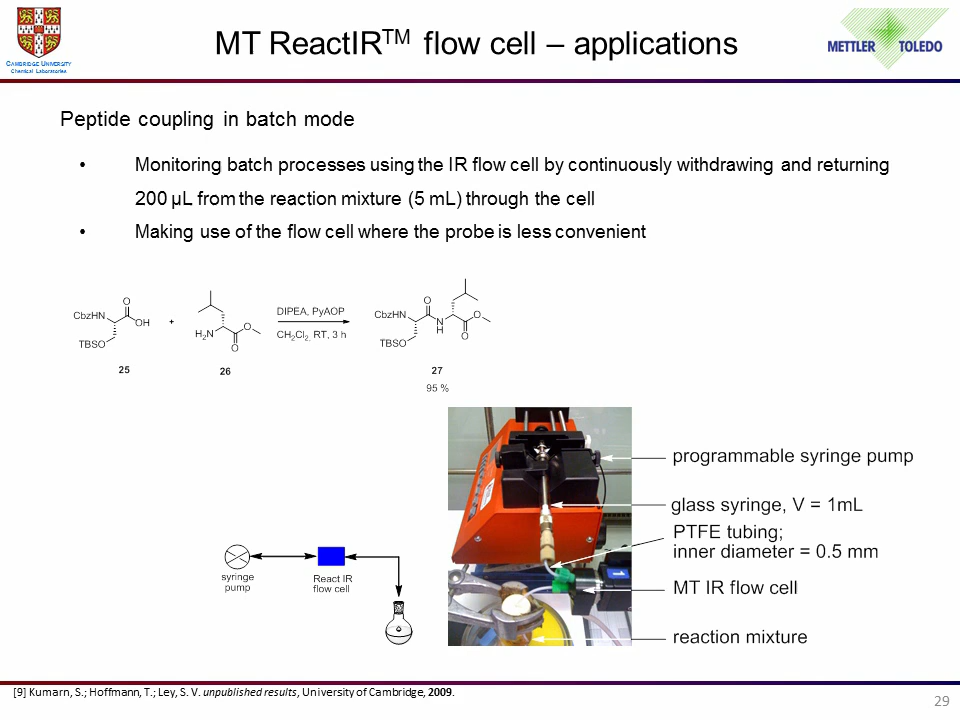 CAMBRIDGE UNIVERSITY
Chemical Laboratories
MT ReactIRTM flow cell – applications
METTLER TOLEDO
Peptide coupling in batch mode
• Monitoring batch processes using the IR flow cell by continuously withdrawing and returning
200 µL from the reaction mixture (5 mL) through the cell
• Making use of the flow cell where the probe is less convenient
CbzHN
O
OH
TBSO
25
+
H2N
O
O
26
DIPEA, PyAOP
CH2Cl2, RT, 3 h
CbzHN
O
N
H
O
O
TBSO
27
95 %
programmable syringe pump
glass syringe, V = 1mL
PTFE tubing;
inner diameter = 0.5 mm
MT IR flow cell
reaction mixture
syringe
pump
React IR
flow cell
[9] Kumarn, S.; Hoffmann, T.; Ley, S. V. unpublished results, University of Cambridge, 2009.
29